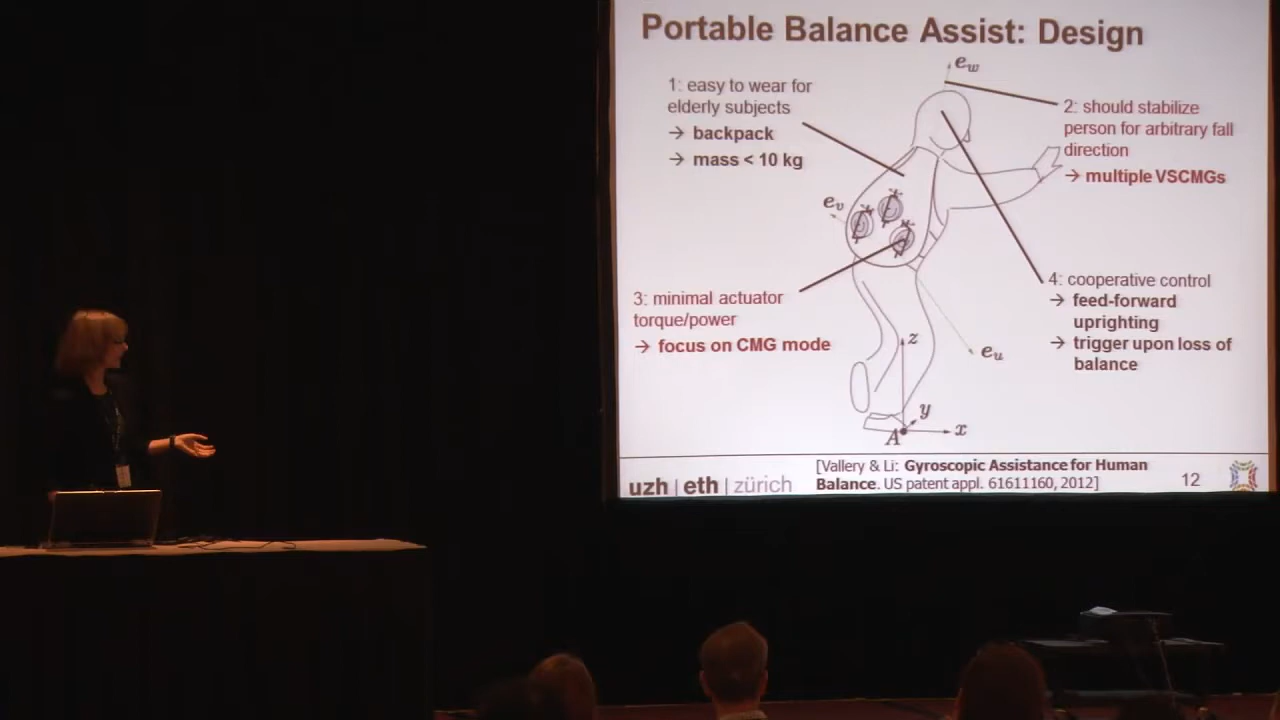 Portable Balance Assist: Design
1: easy to wear for
elderly subjects
→ backpack
→ mass < 10 kg
e_w
2: should stabilize
person for arbitrary fall
direction
→ multiple VSCMGs
e_v
3: minimal actuator
torque/power
→ focus on CMG mode
4: cooperative control
→ feed-forward
uprighting
→ trigger upon loss of
balance
z
e_u
y
A
x
uzh | eth | zürich
[Vallery & Li: Gyroscopic Assistance for Human
Balance. US patent appl. 61611160, 2012]
12